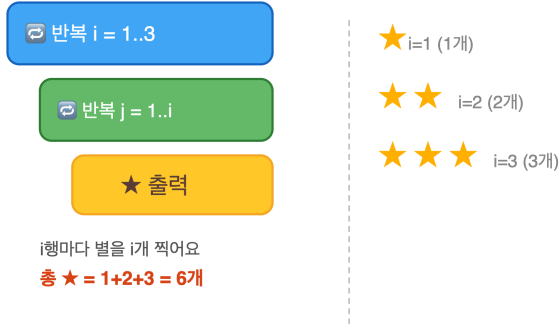 🔁 반복 i = 1..3
🔁 반복 j = 1..i
★ 출력
i행마다 별을 i개 찍어요
총 ★ = 1+2+3 = 6개
★ i=1 (1개)
★ ★ i=2 (2개)
★ ★ ★ i=3 (3개)